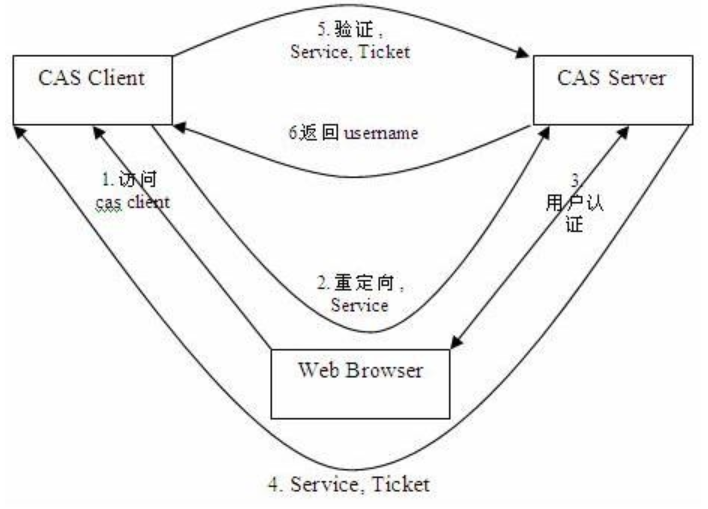 5. 验证,
Service, Ticket
CAS Client
CAS Server
6返回 username
1. 访问
cas client
3.
用户认
证
2. 重定向,
Service
Web Browser
4. Service, Ticket